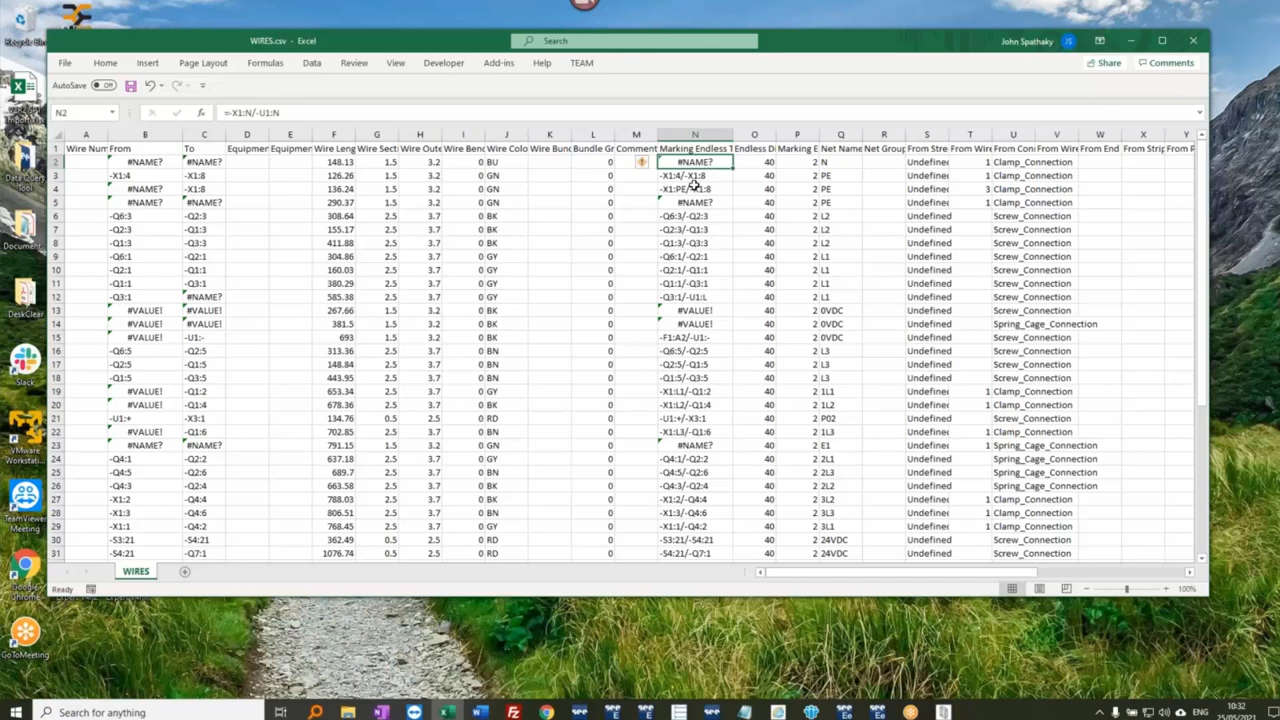 WIRES.csv - Excel
Search
John Spathaky JS
File Home Insert Page Layout Formulas Data Review View Developer Add-ins Help TEAM
Share Comments
AutoSave Off
N2 fx =-X1:N/-U1:N
A B C D E F G H I J K L M N O P Q R S T U V W X Y
1 Wire Num From To Equipmen Equipmen Wire Leng Wire Secti Wire Oute Wire Bend Wire Colo Wire Bund Bundle Gr Comment Marking Endless T Endless Di Marking E Net Name Net Group From Stre From Wire From Con From Wire From End From Strip From P
2 #NAME? #NAME? 148.13 1.5 3.2 0 BU 0 #NAME? 40 2 N Undefined 1 Clamp_Connection
3 -X1:4 -X1:8 126.26 1.5 3.2 0 GN 0 -X1:4/-X1:8 40 2 PE Undefined 1 Clamp_Connection
4 #NAME? -X1:8 136.24 1.5 3.2 0 GN 0 -X1:PE/-X1:8 40 2 PE Undefined 3 Clamp_Connection
5 #NAME? #NAME? 290.37 1.5 3.2 0 GN 0 #NAME? 40 2 PE Undefined 1 Clamp_Connection
6 -Q6:3 -Q2:3 308.64 2.5 3.7 0 BK 0 -Q6:3/-Q2:3 40 2 L2 Undefined Screw_Connection
7 -Q2:3 -Q1:3 155.17 2.5 3.7 0 BK 0 -Q2:3/-Q1:3 40 2 L2 Undefined Screw_Connection
8 -Q1:3 -Q3:3 411.88 2.5 3.7 0 BK 0 -Q1:3/-Q3:3 40 2 L2 Undefined Screw_Connection
9 -Q6:1 -Q2:1 304.86 2.5 3.7 0 GY 0 -Q6:1/-Q2:1 40 2 L1 Undefined Screw_Connection
10 -Q2:1 -Q1:1 160.03 2.5 3.7 0 GY 0 -Q2:1/-Q1:1 40 2 L1 Undefined Screw_Connection
11 -Q1:1 -Q3:1 380.29 2.5 3.7 0 GY 0 -Q1:1/-Q3:1 40 2 L1 Undefined Screw_Connection
12 -Q3:1 #NAME? 585.38 2.5 3.7 0 GY 0 -Q3:1/-U1:L 40 2 L1 Undefined Screw_Connection
13 #VALUE! #VALUE! 267.66 1.5 3.2 0 BK 0 #VALUE! 40 2 0VDC Undefined Screw_Connection
14 #VALUE! #VALUE! 381.5 1.5 3.2 0 BK 0 #VALUE! 40 2 0VDC Undefined Spring_Cage_Connection
15 #VALUE! -U1:- 693 1.5 3.2 0 BK 0 -F1:A2/-U1:- 40 2 0VDC Undefined Screw_Connection
16 -Q6:5 -Q2:5 313.36 2.5 3.7 0 BN 0 -Q6:5/-Q2:5 40 2 L3 Undefined Screw_Connection
17 -Q2:5 -Q1:5 148.84 2.5 3.7 0 BN 0 -Q2:5/-Q1:5 40 2 L3 Undefined Screw_Connection
18 -Q1:5 -Q3:5 443.95 2.5 3.7 0 BN 0 -Q1:5/-Q3:5 40 2 L3 Undefined Screw_Connection
19 #VALUE! -Q1:2 653.34 2.5 3.7 0 GY 0 -X1:L1/-Q1:2 40 2 1L1 Undefined 1 Clamp_Connection
20 #VALUE! -Q1:4 678.36 2.5 3.7 0 BK 0 -X1:L2/-Q1:4 40 2 1L2 Undefined 1 Clamp_Connection
21 -U1:+ -X3:1 134.76 0.5 2.5 0 RD 0 -U1:+/-X3:1 40 2 P02 Undefined Screw_Connection
22 #VALUE! -Q1:6 702.85 2.5 3.7 0 BN 0 -X1:L3/-Q1:6 40 2 1L3 Undefined 1 Clamp_Connection
23 #NAME? #NAME? 791.15 1.5 3.2 0 GN 0 #NAME? 40 2 E1 Undefined 1 Spring_Cage_Connection
24 -Q4:1 -Q2:2 637.18 2.5 3.7 0 GY 0 -Q4:1/-Q2:2 40 2 2L1 Undefined Spring_Cage_Connection
25 -Q4:5 -Q2:6 689.7 2.5 3.7 0 BN 0 -Q4:5/-Q2:6 40 2 2L3 Undefined Spring_Cage_Connection
26 -Q4:3 -Q2:4 663.58 2.5 3.7 0 BK 0 -Q4:3/-Q2:4 40 2 2L2 Undefined Spring_Cage_Connection
27 -X1:2 -Q4:4 788.03 2.5 3.7 0 BK 0 -X1:2/-Q4:4 40 2 3L2 Undefined 1 Clamp_Connection
28 -X1:3 -Q4:6 806.51 2.5 3.7 0 BN 0 -X1:3/-Q4:6 40 2 3L3 Undefined 1 Clamp_Connection
29 -X1:1 -Q4:2 768.45 2.5 3.7 0 GY 0 -X1:1/-Q4:2 40 2 3L1 Undefined 1 Clamp_Connection
30 -S3:21 -S4:21 362.49 0.5 2.5 0 RD 0 -S3:21/-S4:21 40 2 24VDC Undefined Screw_Connection
31 -S4:21 -Q7:1 1076.74 0.5 2.5 0 RD 0 -S4:21/-Q7:1 40 2 24VDC Undefined Screw_Connection
WIRES
Ready 100%
Recycle Bin
Data Query
Tool
Document
DeskClear
Slack
VMware
Workstati...
TeamViewer
Meeting
Google
Chrome
GoToMeeting
Search for anything
ENG
10:32
25/05/2021